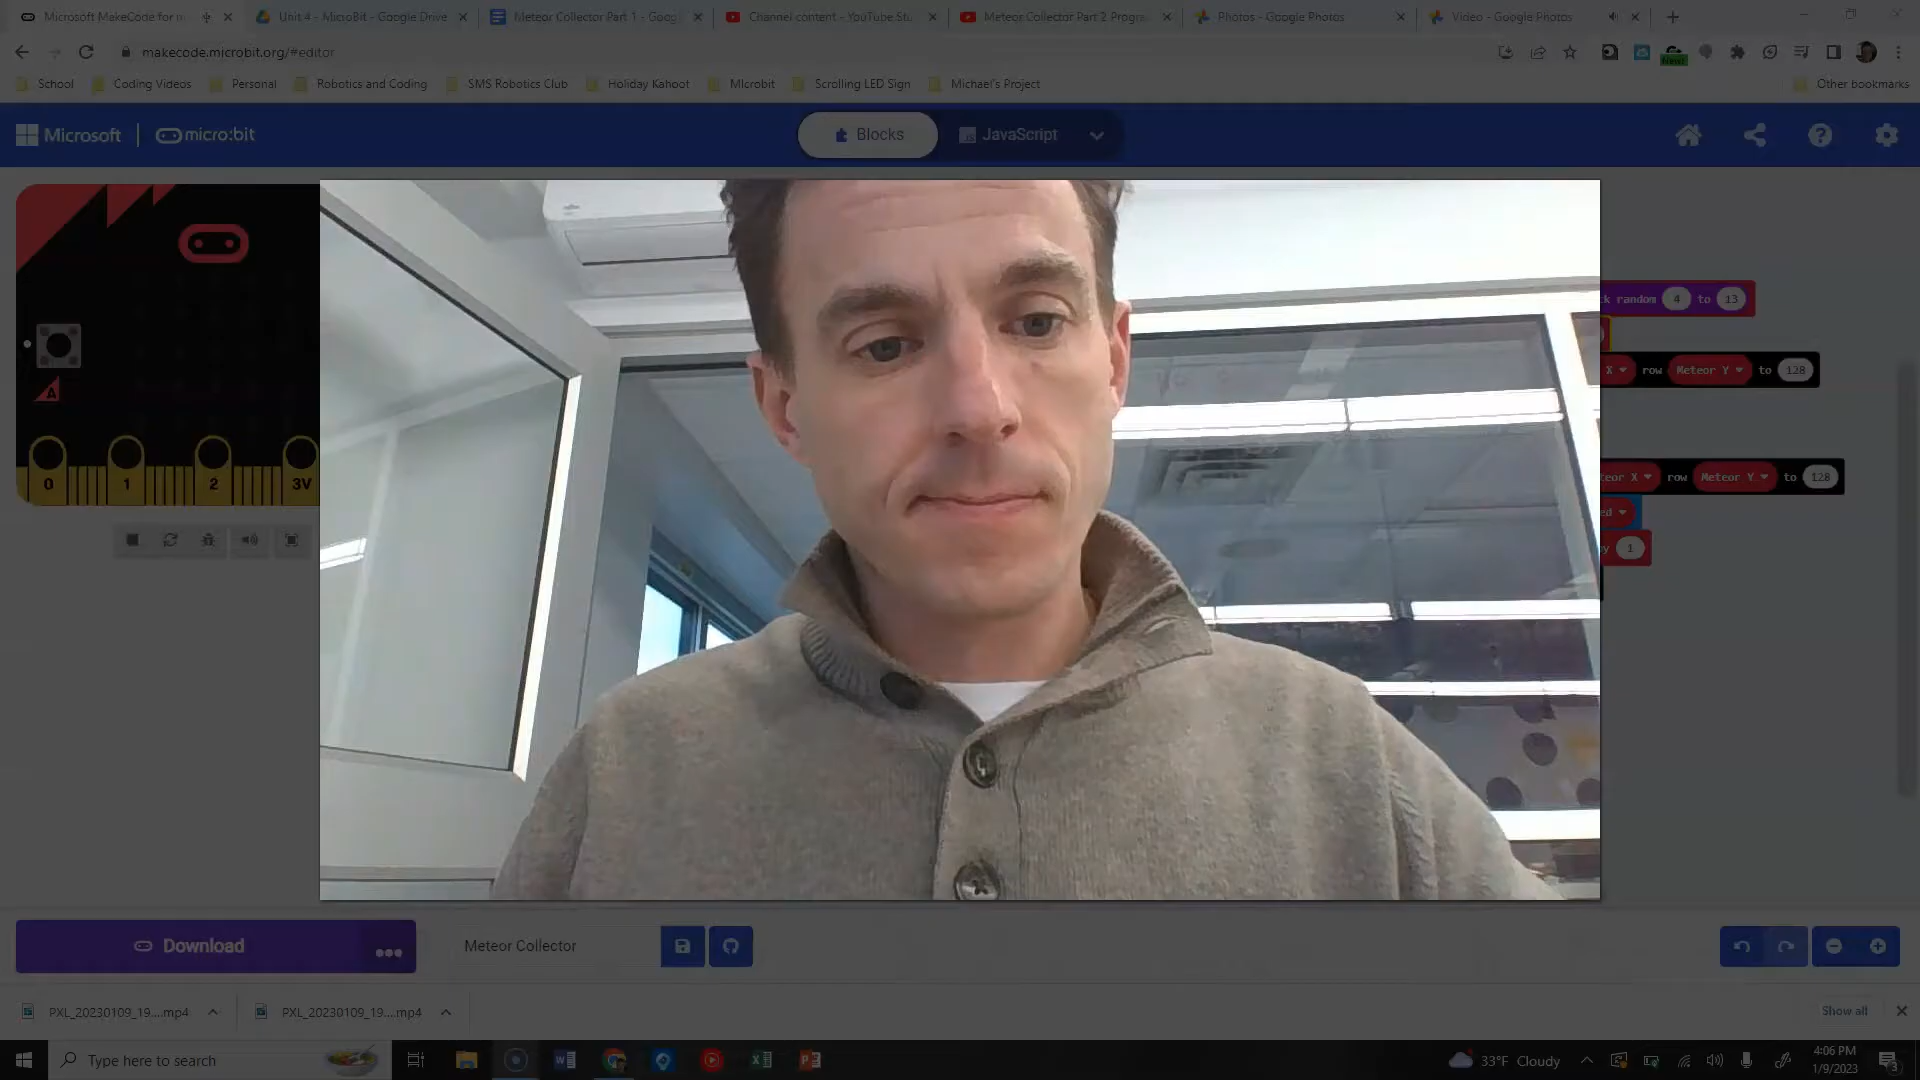 Microsoft MakeCode for m
Unit 4 - MicroBit - Google Drive
Meteor Collector Part 1 - Goog
Channel content - YouTube Stu
Meteor Collector Part 2 Progra
Photos - Google Photos
Video - Google Photos
makecode.microbit.org/#editor
School
Coding Videos
Personal
Robotics and Coding
SMS Robotics Club
Holiday Kahoot
MIcrobit
Scrolling LED Sign
Michael's Project
Other bookmarks
Microsoft
micro:bit
Blocks
JavaScript
k random 4 to 13
X row Meteor Y to 128
A
0 1 2 3V
teor X row Meteor Y to 128
ed
y 1
Download
Meteor Collector
PXL_20230109_19....mp4
PXL_20230109_19....mp4
Show all
Type here to search
33°F Cloudy
4:06 PM
1/9/2023
3